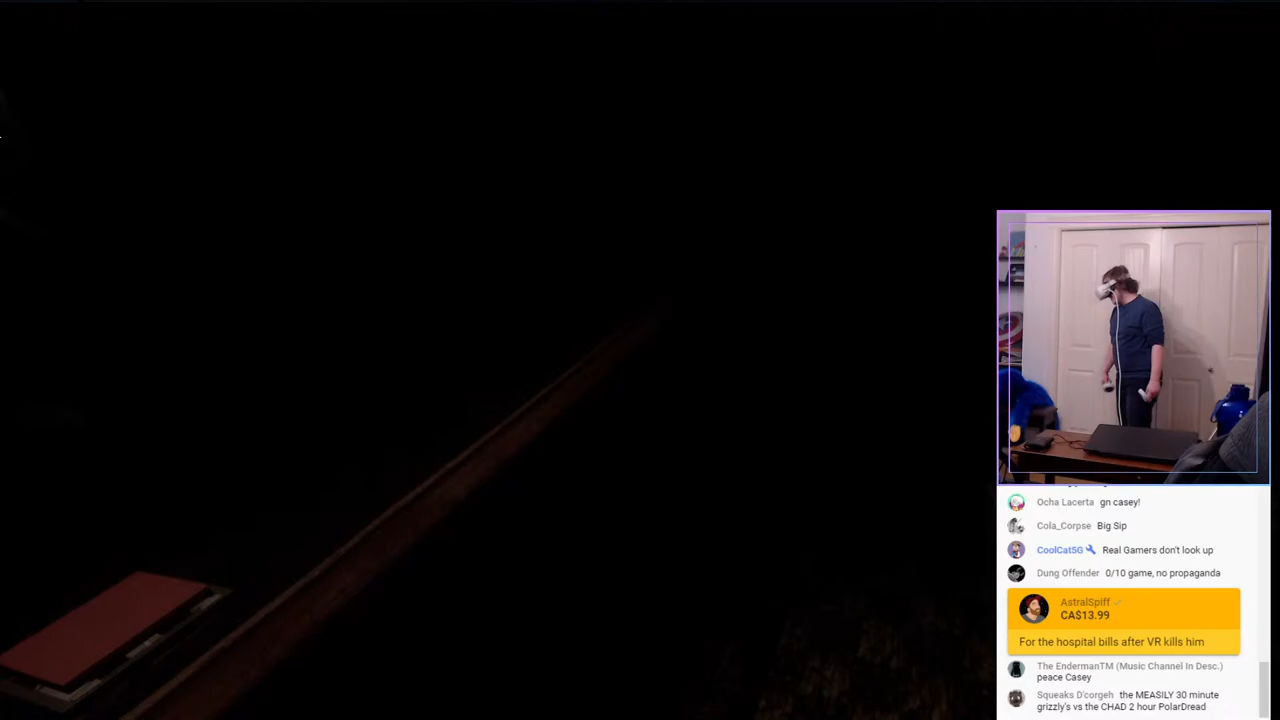 Ocha Lacerta gn casey!
Cola_Corpse Big Sip
CoolCat5G Real Gamers don't look up
Dung Offender 0/10 game, no propaganda
AstralSpiff
CA$13.99
For the hospital bills after VR kills him
The EndermanTM (Music Channel In Desc.)
peace Casey
Squeaks D'corgeh the MEASILY 30 minute
grizzly's vs the CHAD 2 hour PolarDread